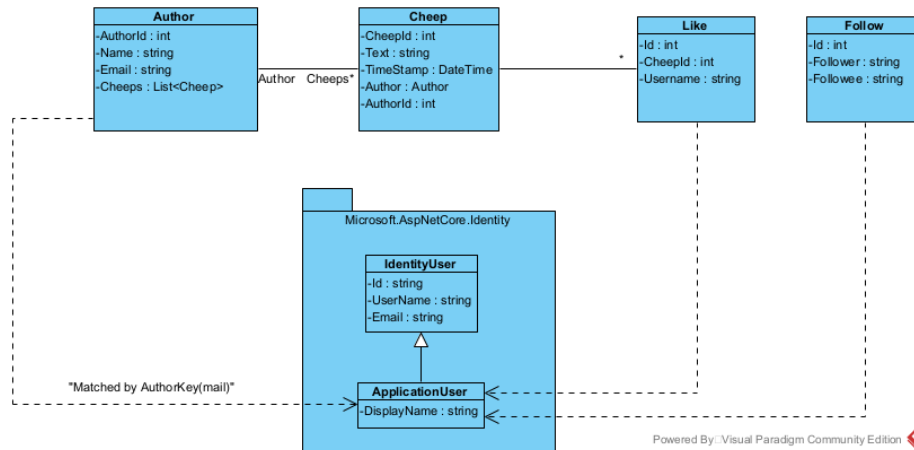 Author
-AuthorId : int
-Name : string
-Email : string
-Cheeps : List<Cheep>
Cheep
-CheepId : int
-Text : string
-TimeStamp : DateTime
-Author : Author
-AuthorId : int
Like
-Id : int
-CheepId : int
-Username : string
Follow
-Id : int
-Follower : string
-Followee : string
Author Cheeps*
*
Microsoft.AspNetCore.Identity
IdentityUser
-Id : string
-UserName : string
-Email : string
"Matched by AuthorKey(mail)"
ApplicationUser
-DisplayName : string
Powered By Visual Paradigm Community Edition